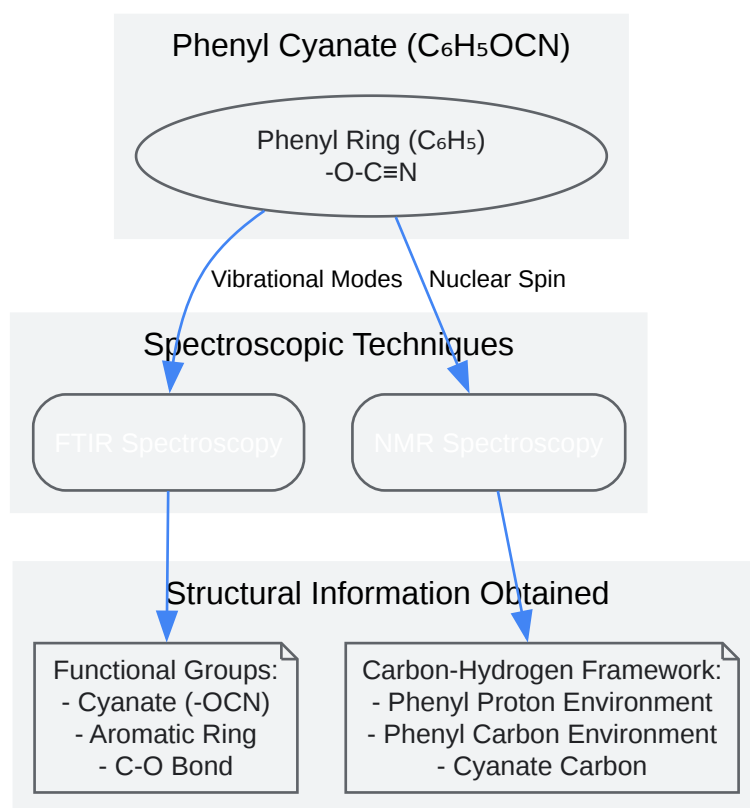 Phenyl Cyanate (C₆H₅OCN)
Phenyl Ring (C₆H₅)
-O-C≡N
Vibrational Modes
Nuclear Spin
Spectroscopic Techniques
FTIR Spectroscopy
NMR Spectroscopy
Structural Information Obtained
Functional Groups:
- Cyanate (-OCN)
- Aromatic Ring
- C-O Bond
Carbon-Hydrogen Framework:
- Phenyl Proton Environment
- Phenyl Carbon Environment
- Cyanate Carbon